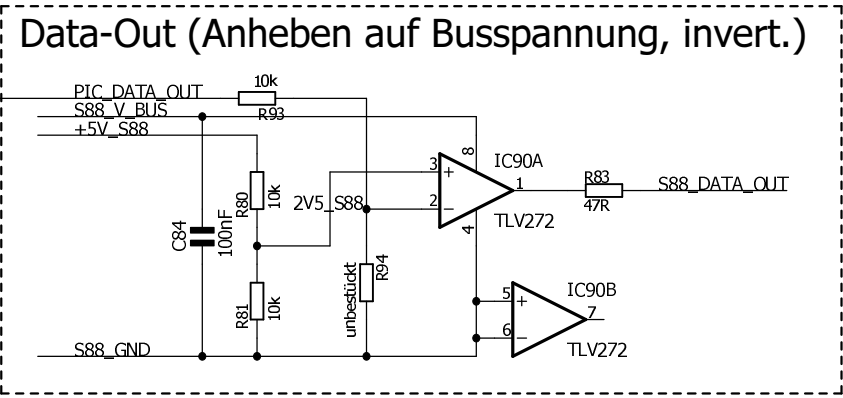 Data-Out (Anheben auf Busspannung, invert.)
PIC_DATA_OUT
10k
R93
S88_V_BUS
+5V_S88
8
IC90A
3
+
1
R83
S88_DATA_OUT
R80
10k
2V5_S88
2
−
47R
4
TLV272
C84
100nF
R94
unbestückt
R81
10k
IC90B
5
+
7
6
−
TLV272
S88_GND